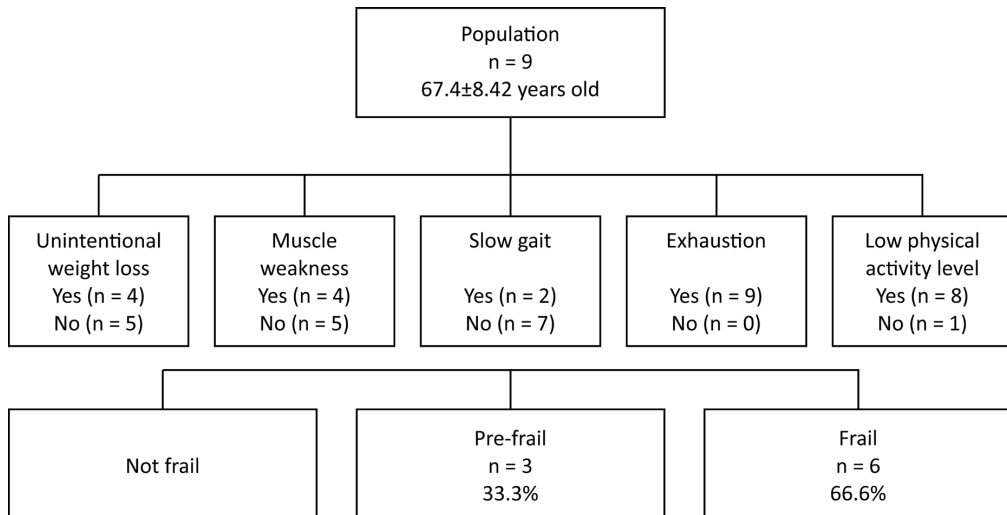 Population
n = 9
67.4±8.42 years old
Unintentional
weight loss
Yes (n = 4)
No (n = 5)
Muscle
weakness
Yes (n = 4)
No (n = 5)
Slow gait
Yes (n = 2)
No (n = 7)
Exhaustion
Yes (n = 9)
No (n = 0)
Low physical
activity level
Yes (n = 8)
No (n = 1)
Not frail
Pre-frail
n = 3
33.3%
Frail
n = 6
66.6%